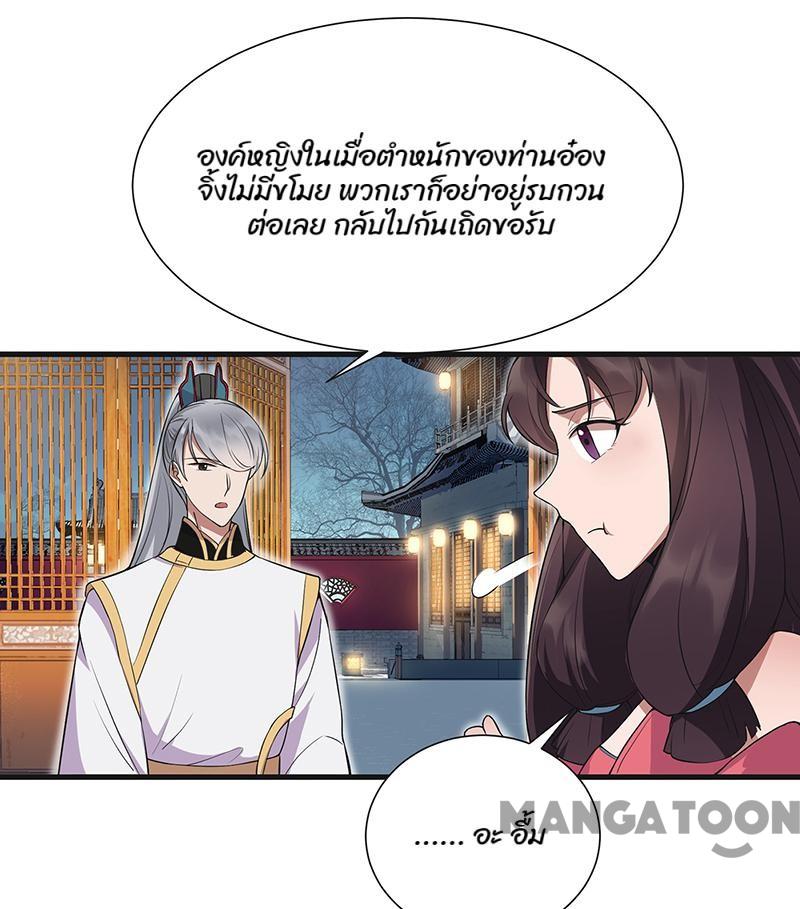 องค์หญิงในเมื่อตำหนักของท่านอ๋อง
จิ้งไม่มีขโมย พวกเราก็อย่าอยู่รบกวน
ต่อเลย กลับไปกันเถิดขอรับ
MANGATOON
...... อะ อื้ม